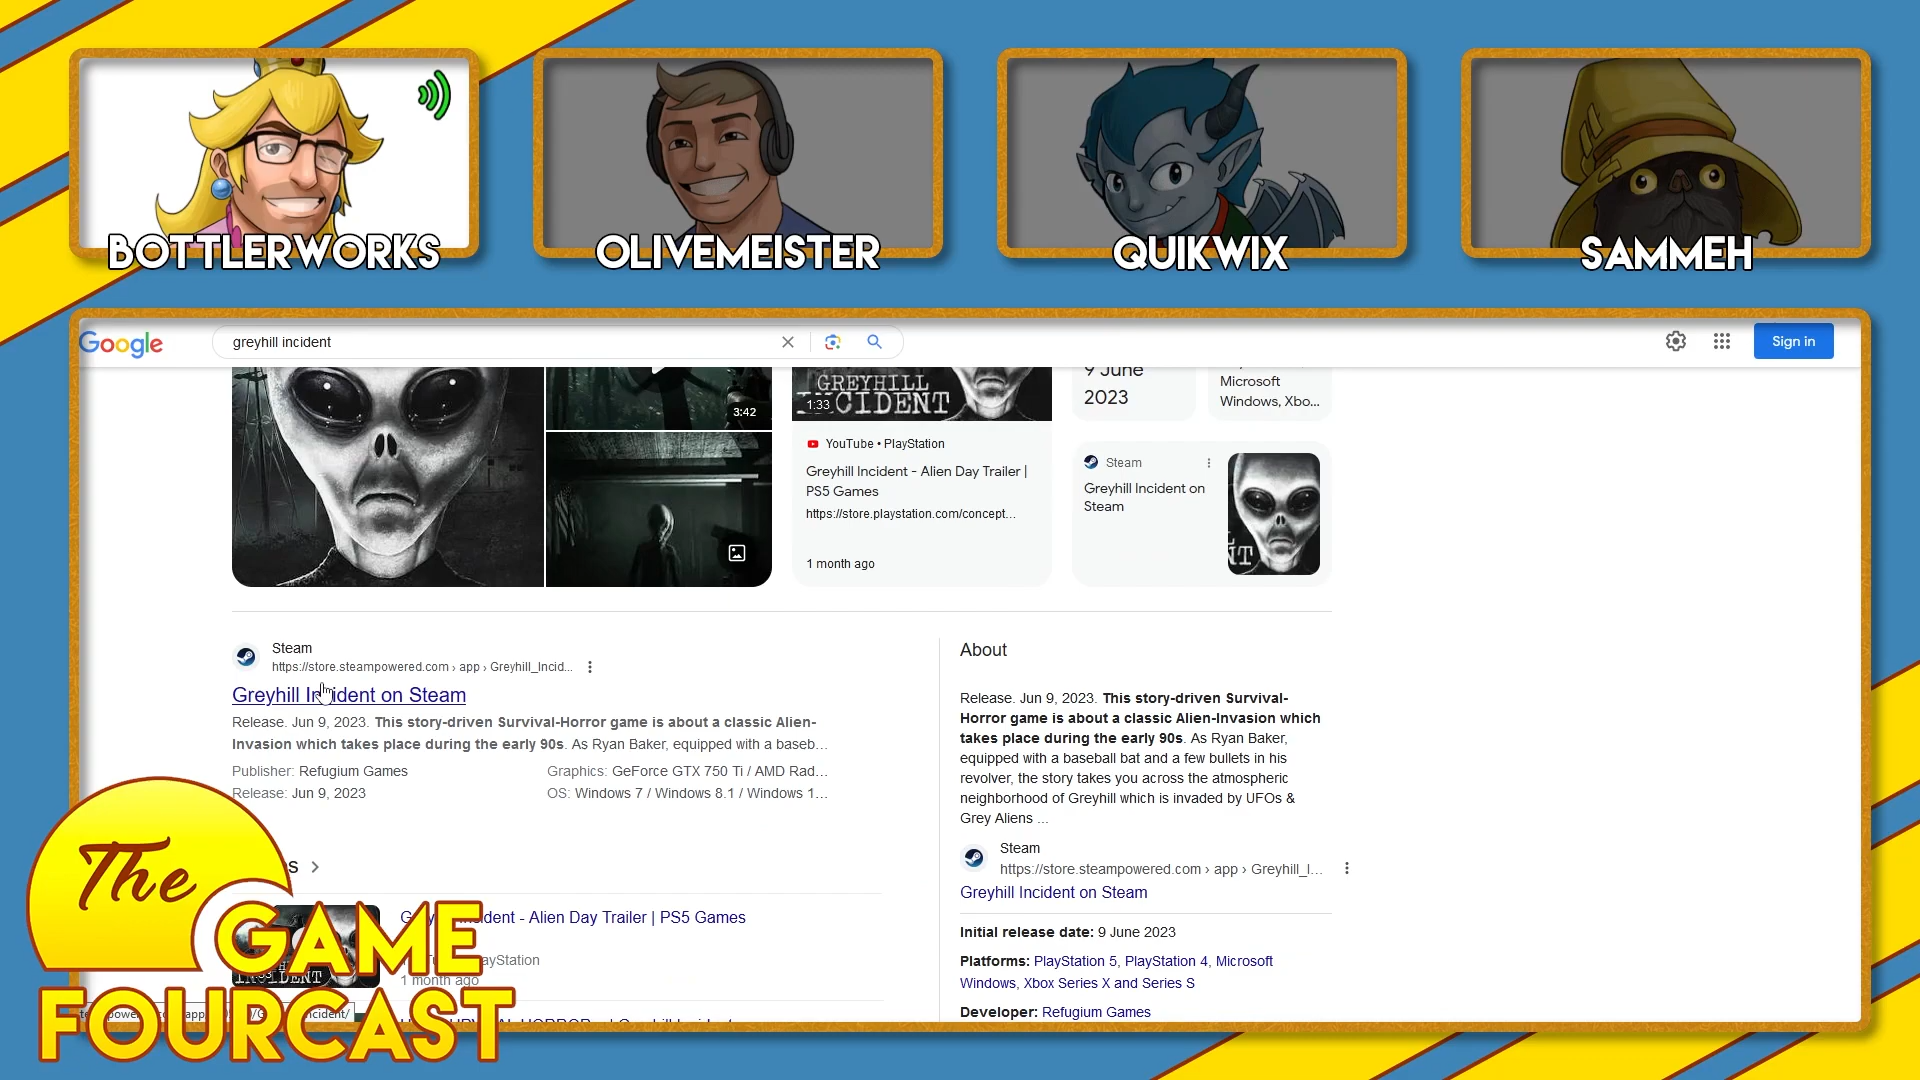 BOTTLERWORKS
OLIVEMEISTER
QUIKWIX
SAMMEH
Google
greyhill incident
Sign in
3:42
GREYHILL
INCIDENT
1:33
YouTube • PlayStation
Greyhill Incident - Alien Day Trailer |
PS5 Games
https://store.playstation.com/concept...
1 month ago
9 June
2023
Microsoft
Windows, Xbo...
Steam
Greyhill Incident on
Steam
NT
Steam
https://store.steampowered.com › app › Greyhill_Incid...
Greyhill Incident on Steam
Release. Jun 9, 2023. This story-driven Survival-Horror game is about a classic Alien-
Invasion which takes place during the early 90s. As Ryan Baker, equipped with a baseb...
Publisher: Refugium Games
Graphics: GeForce GTX 750 Ti / AMD Rad...
Release: Jun 9, 2023
OS: Windows 7 / Windows 8.1 / Windows 1...
Incident - Alien Day Trailer | PS5 Games
1 month ago
About
Release. Jun 9, 2023. This story-driven Survival-
Horror game is about a classic Alien-Invasion which
takes place during the early 90s. As Ryan Baker,
equipped with a baseball bat and a few bullets in his
revolver, the story takes you across the atmospheric
neighborhood of Greyhill which is invaded by UFOs &
Grey Aliens ...
Steam
https://store.steampowered.com › app › Greyhill_I...
Greyhill Incident on Steam
Initial release date: 9 June 2023
Platforms: PlayStation 5, PlayStation 4, Microsoft
Windows, Xbox Series X and Series S
Developer: Refugium Games
The
GAME
FOURCAST